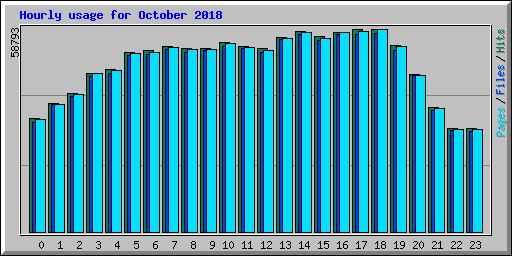 Hourly usage for October 2018
58793
Pages/Files/Hits
0 1 2 3 4 5 6 7 8 9 10 11 12 13 14 15 16 17 18 19 20 21 22 23